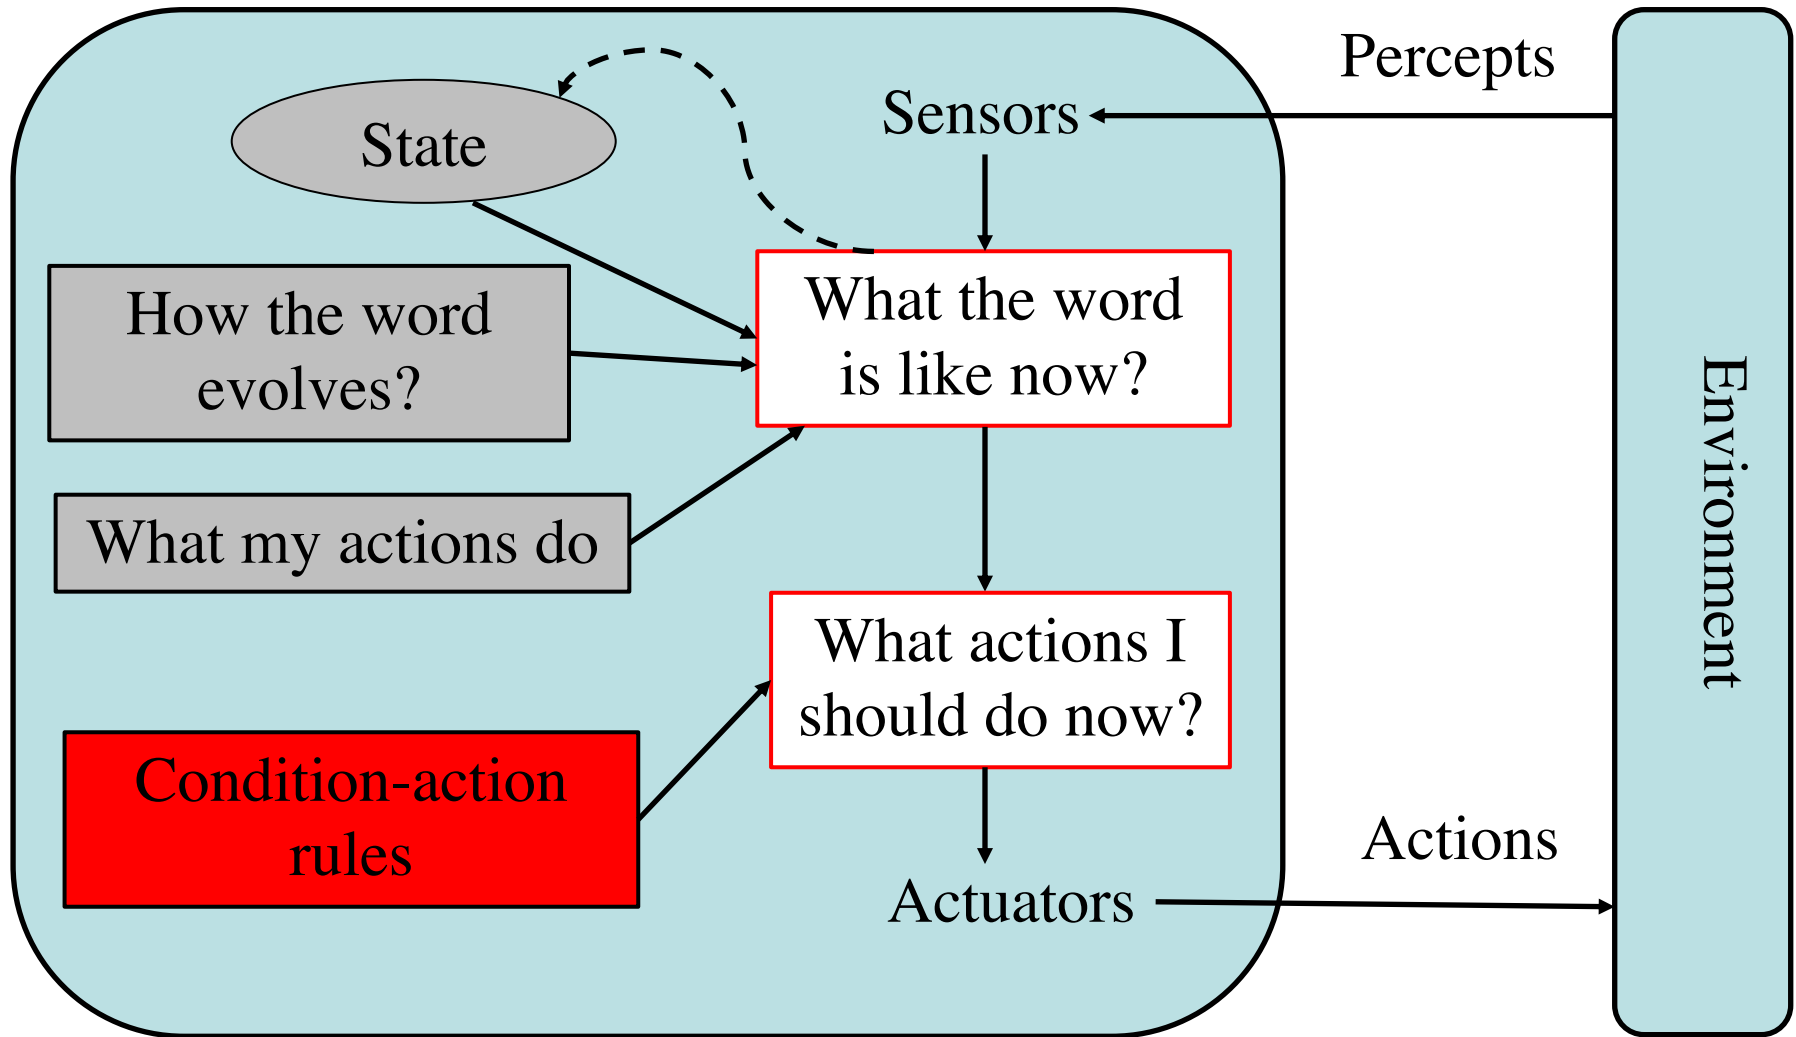 Percepts
Sensors
State
What the word
is like now?
How the word
evolves?
What my actions do
What actions I
should do now?
Condition-action
rules
Actuators
Actions
Environment